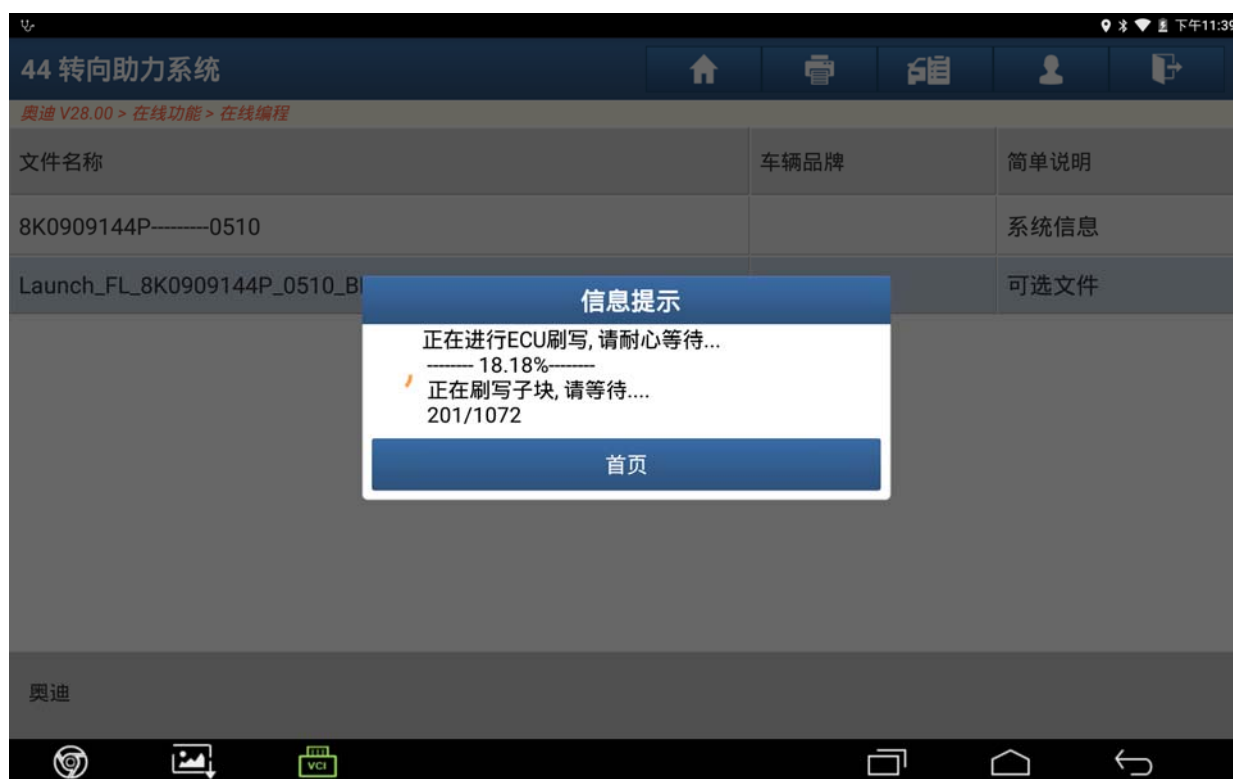 下午11:39
44 转向助力系统
奥迪 V28.00 > 在线功能 > 在线编程
文件名称 车辆品牌 简单说明
8K0909144P---------0510 系统信息
Launch_FL_8K0909144P_0510_B 可选文件
信息提示
正在进行ECU刷写, 请耐心等待...
-------- 18.18%--------
正在刷写子块, 请等待....
201/1072
首页
奥迪
VCI